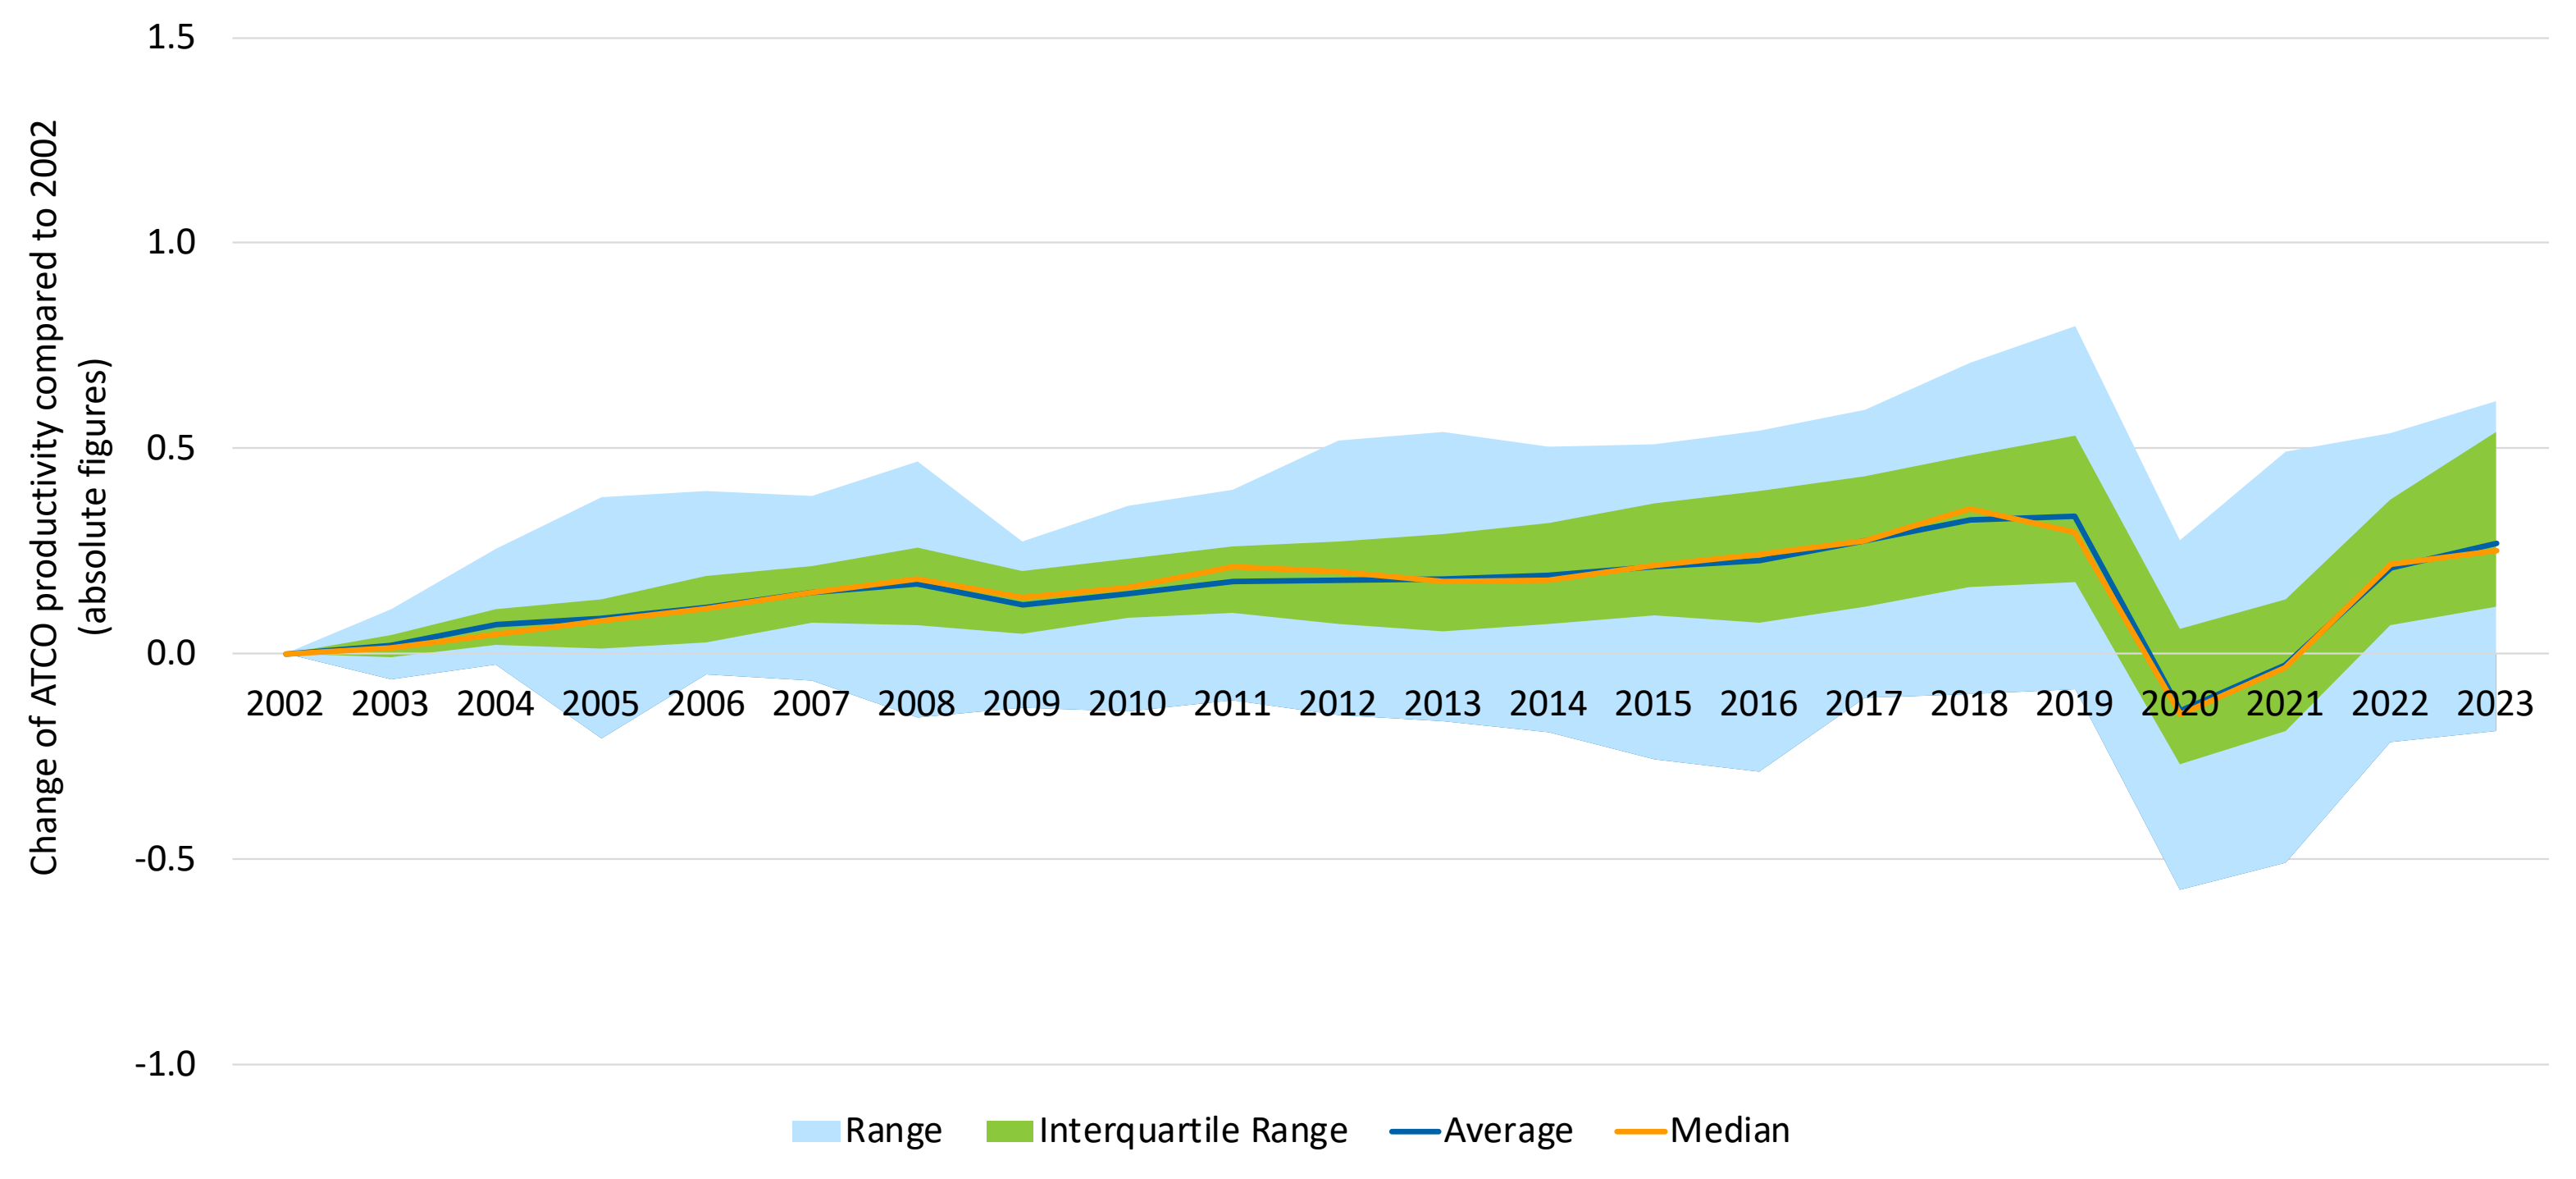 Change of ATCO productivity compared to 2002
(absolute figures)
1.5
1.0
0.5
0.0
-0.5
-1.0
2002 2003 2004 2005 2006 2007 2008 2009 2010 2011 2012 2013 2014 2015 2016 2017 2018 2019 2020 2021 2022 2023
Range Interquartile Range Average Median